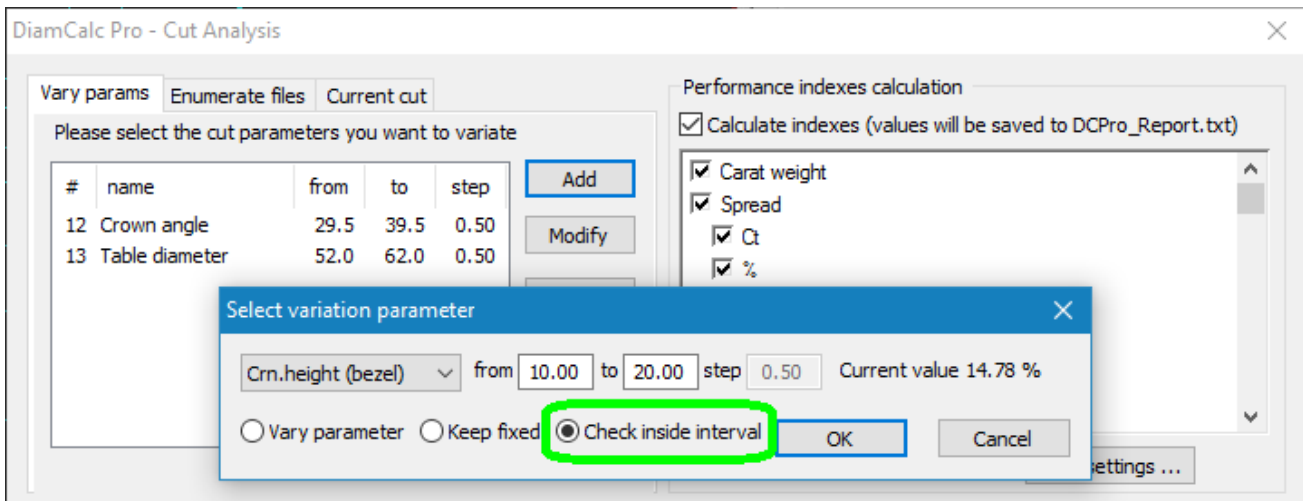 DiamCalc Pro - Cut Analysis
Vary params Enumerate files Current cut
Please select the cut parameters you want to variate
# name from to step
12 Crown angle 29.5 39.5 0.50
13 Table diameter 52.0 62.0 0.50
Add
Modify
Performance indexes calculation
Calculate indexes (values will be saved to DCPro_Report.txt)
Carat weight
Spread
Ct
%
Select variation parameter
Crn.height (bezel) from 10.00 to 20.00 step 0.50 Current value 14.78 %
Vary parameter Keep fixed Check inside interval OK Cancel
settings ...